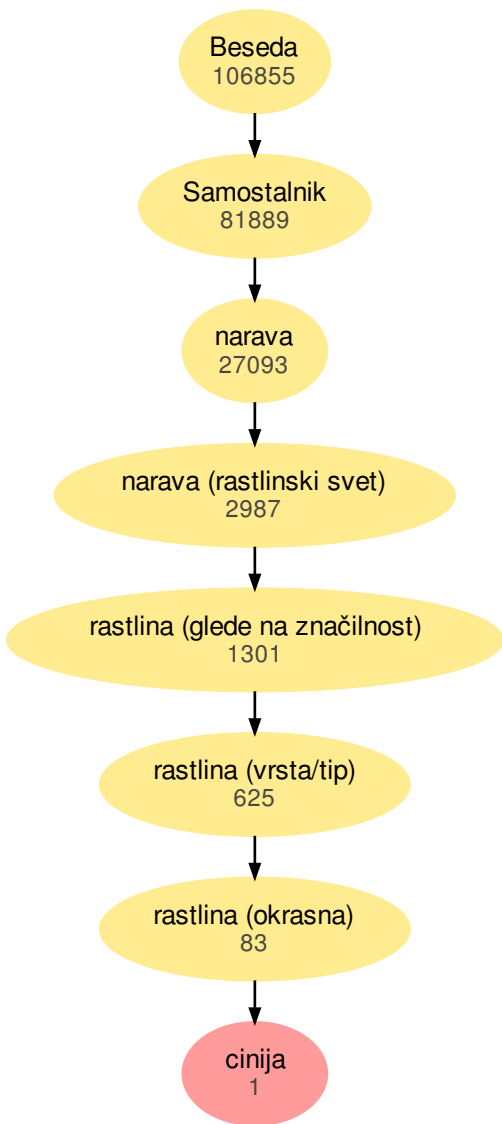 Beseda
106855
Samostalnik
81889
narava
27093
narava (rastlinski svet)
2987
rastlina (glede na značilnost)
1301
rastlina (vrsta/tip)
625
rastlina (okrasna)
83
cinija
1